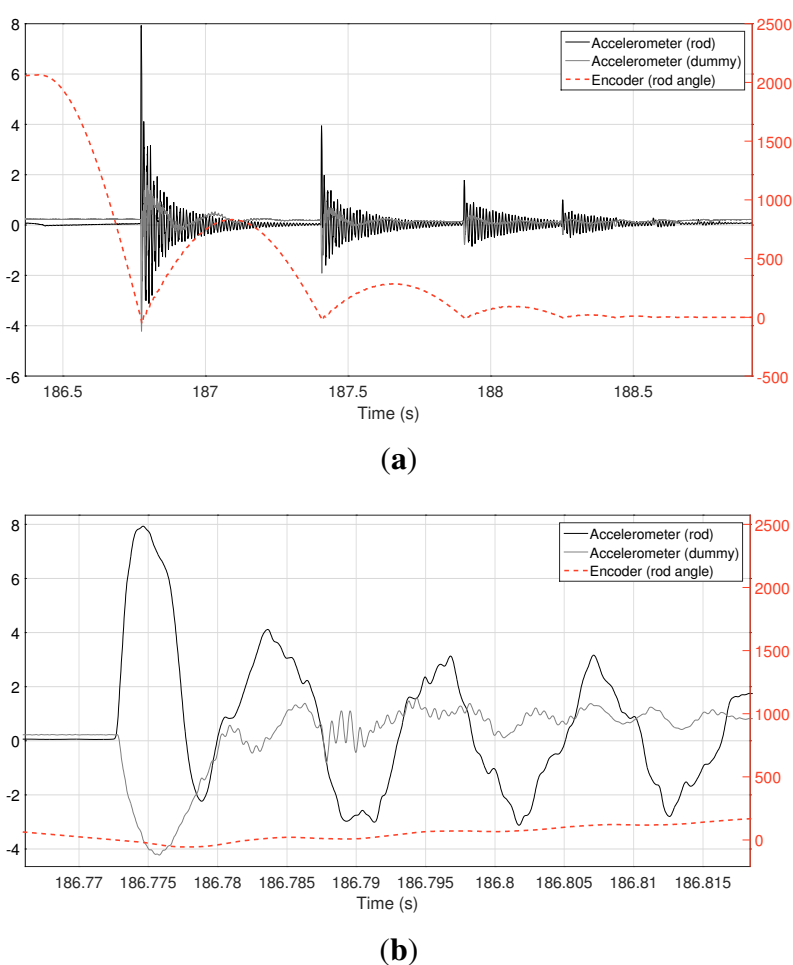 8
6
4
2
0
-2
-4
-6
2500
2000
1500
1000
500
0
-500
Accelerometer (rod)
Accelerometer (dummy)
Encoder (rod angle)
186.5 187 187.5 188 188.5
Time (s)
(a)
8
6
4
2
0
-2
-4
2500
2000
1500
1000
500
0
Accelerometer (rod)
Accelerometer (dummy)
Encoder (rod angle)
186.77 186.775 186.78 186.785 186.79 186.795 186.8 186.805 186.81 186.815
Time (s)
(b)